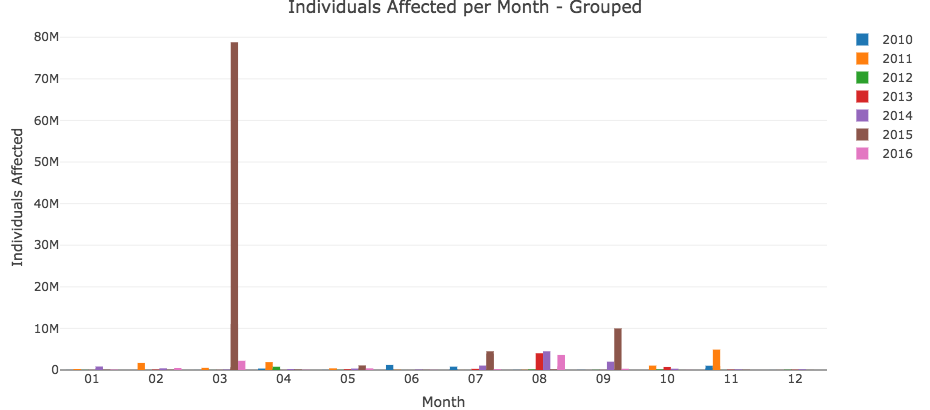 Individuals Affected per Month - Grouped
80M
70M
60M
50M
40M
30M
20M
10M
0
Individuals Affected
01 02 03 04 05 06 07 08 09 10 11 12
Month
2010
2011
2012
2013
2014
2015
2016